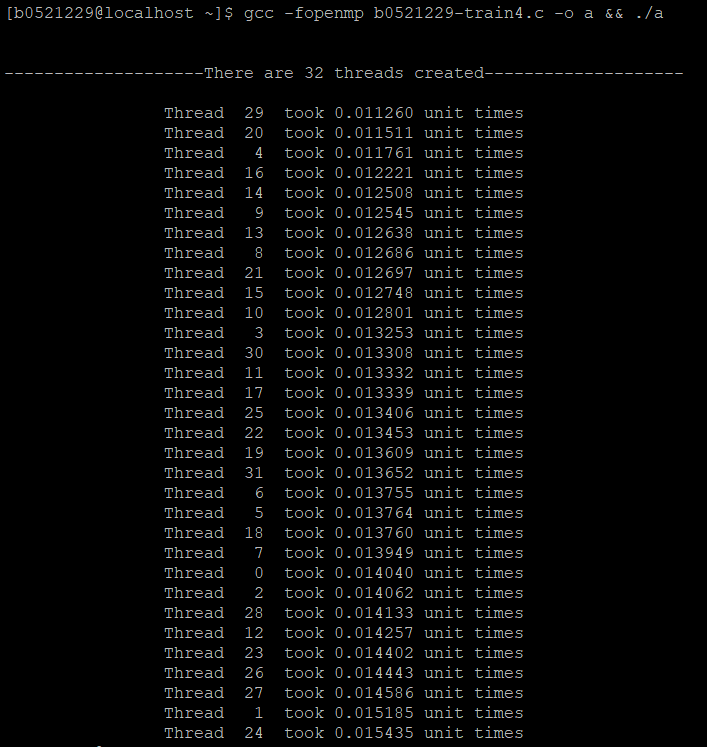 [b0521229@localhost ~]$ gcc -fopenmp b0521229-train4.c -o a && ./a
--------------------There are 32 threads created--------------------
Thread  29  took 0.011260 unit times
Thread  20  took 0.011511 unit times
Thread   4  took 0.011761 unit times
Thread  16  took 0.012221 unit times
Thread  14  took 0.012508 unit times
Thread   9  took 0.012545 unit times
Thread  13  took 0.012638 unit times
Thread   8  took 0.012686 unit times
Thread  21  took 0.012697 unit times
Thread  15  took 0.012748 unit times
Thread  10  took 0.012801 unit times
Thread   3  took 0.013253 unit times
Thread  30  took 0.013308 unit times
Thread  11  took 0.013332 unit times
Thread  17  took 0.013339 unit times
Thread  25  took 0.013406 unit times
Thread  22  took 0.013453 unit times
Thread  19  took 0.013609 unit times
Thread  31  took 0.013652 unit times
Thread   6  took 0.013755 unit times
Thread   5  took 0.013764 unit times
Thread  18  took 0.013760 unit times
Thread   7  took 0.013949 unit times
Thread   0  took 0.014040 unit times
Thread   2  took 0.014062 unit times
Thread  28  took 0.014133 unit times
Thread  12  took 0.014257 unit times
Thread  23  took 0.014402 unit times
Thread  26  took 0.014443 unit times
Thread  27  took 0.014586 unit times
Thread   1  took 0.015185 unit times
Thread  24  took 0.015435 unit times